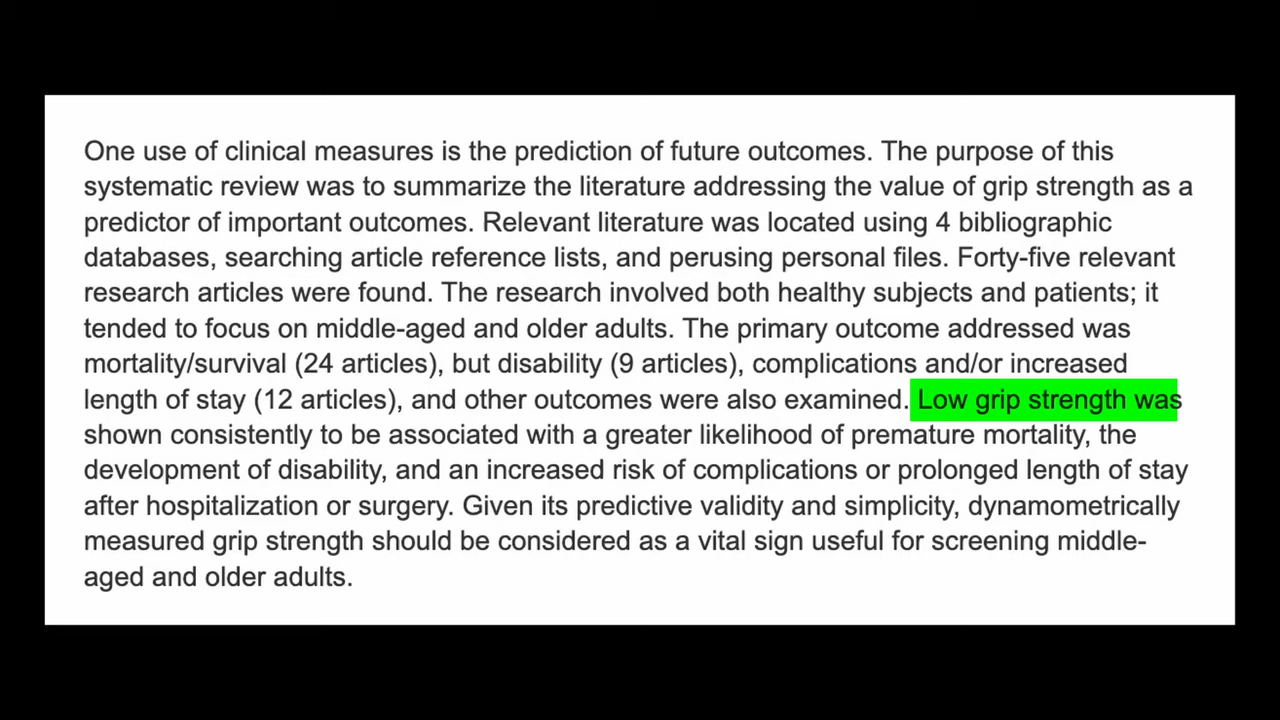 One use of clinical measures is the prediction of future outcomes. The purpose of this
systematic review was to summarize the literature addressing the value of grip strength as a
predictor of important outcomes. Relevant literature was located using 4 bibliographic
databases, searching article reference lists, and perusing personal files. Forty-five relevant
research articles were found. The research involved both healthy subjects and patients; it
tended to focus on middle-aged and older adults. The primary outcome addressed was
mortality/survival (24 articles), but disability (9 articles), complications and/or increased
length of stay (12 articles), and other outcomes were also examined. Low grip strength was
shown consistently to be associated with a greater likelihood of premature mortality, the
development of disability, and an increased risk of complications or prolonged length of stay
after hospitalization or surgery. Given its predictive validity and simplicity, dynamometrically
measured grip strength should be considered as a vital sign useful for screening middle-
aged and older adults.